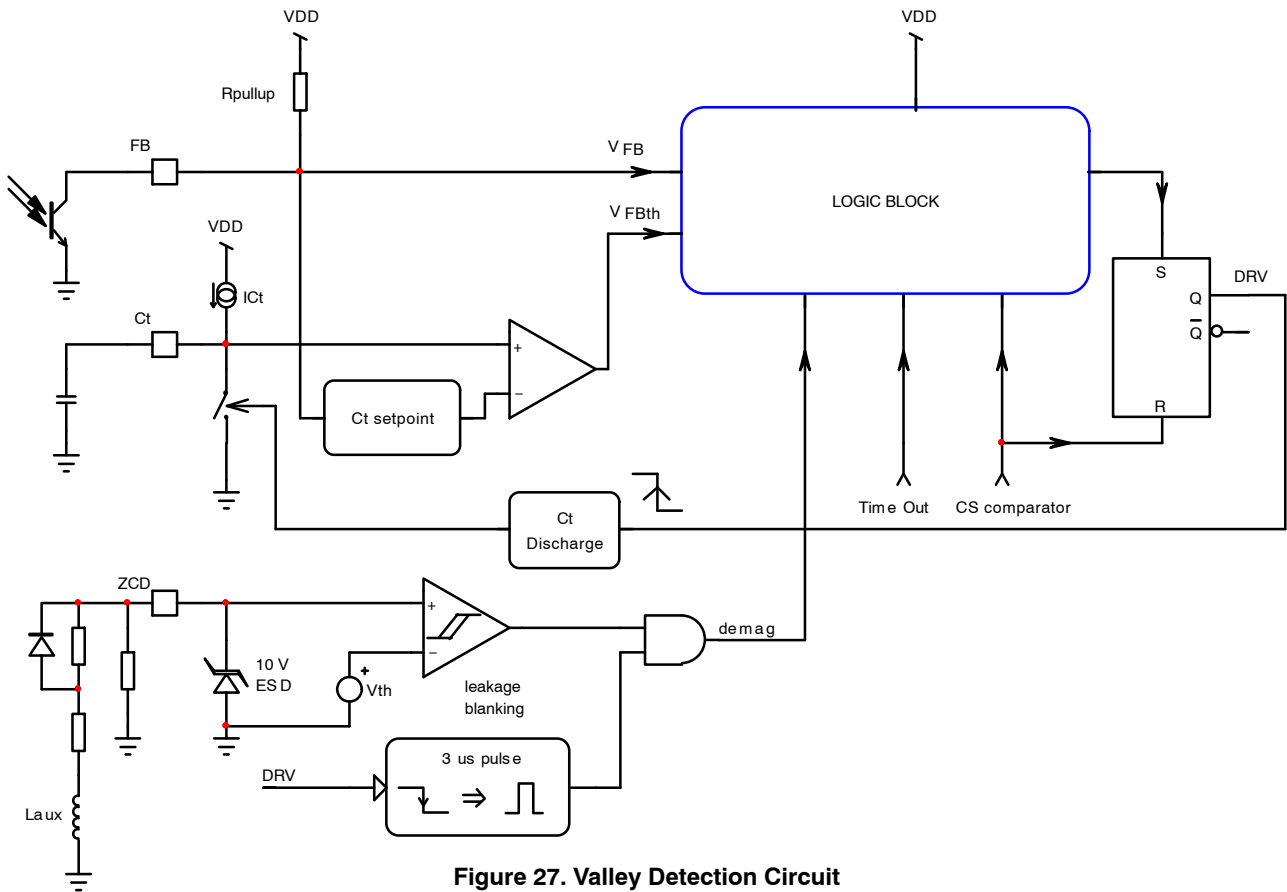 VDD
VDD
Rpullup
FB
V FB
LOGIC BLOCK
V FBth
VDD
ICt
Ct
+
−
Ct setpoint
S
DRV
Q
Q̅
R
Time Out
CS comparator
Ct
Discharge
ZCD
+
−
10 V
ESD
+
Vth
leakage
blanking
demag
3 us pulse
⇒
DRV
Laux
Figure 27. Valley Detection Circuit